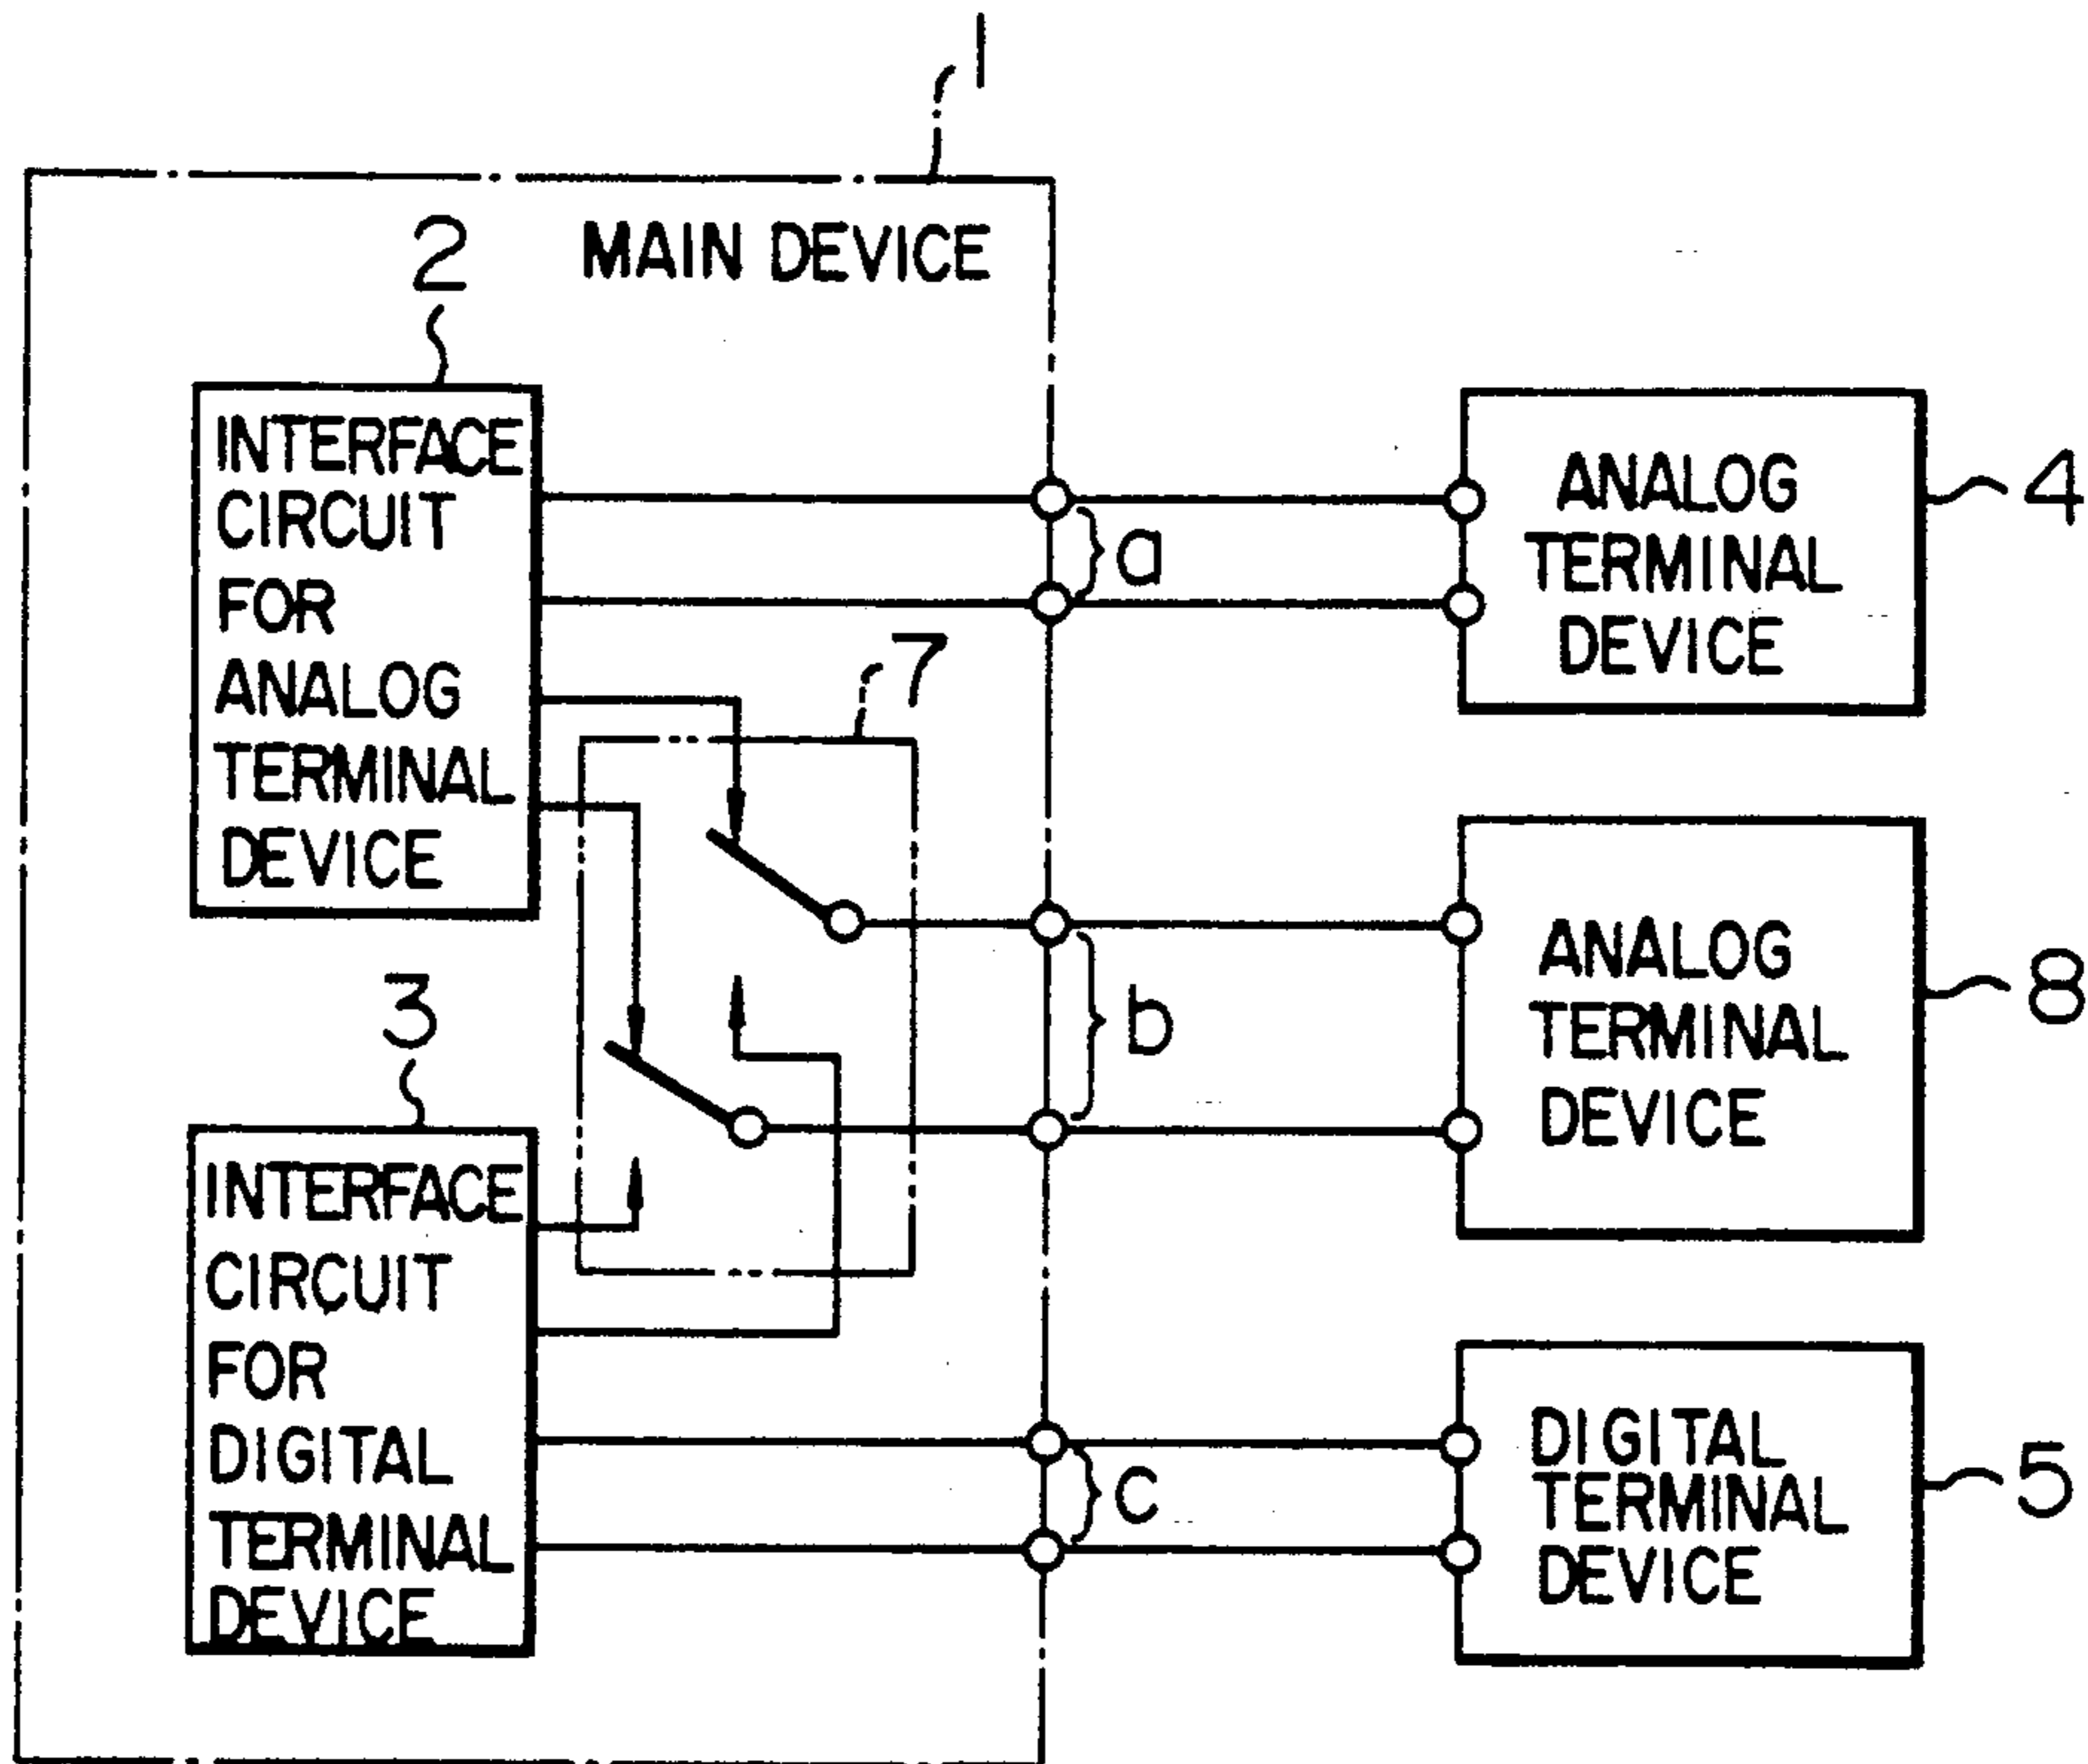 1
MAIN DEVICE
2
INTERFACE
CIRCUIT
FOR
ANALOG
TERMINAL
DEVICE
a
ANALOG
TERMINAL
DEVICE
4
7
b
ANALOG
TERMINAL
DEVICE
8
3
INTERFACE
CIRCUIT
FOR
DIGITAL
TERMINAL
DEVICE
c
DIGITAL
TERMINAL
DEVICE
5